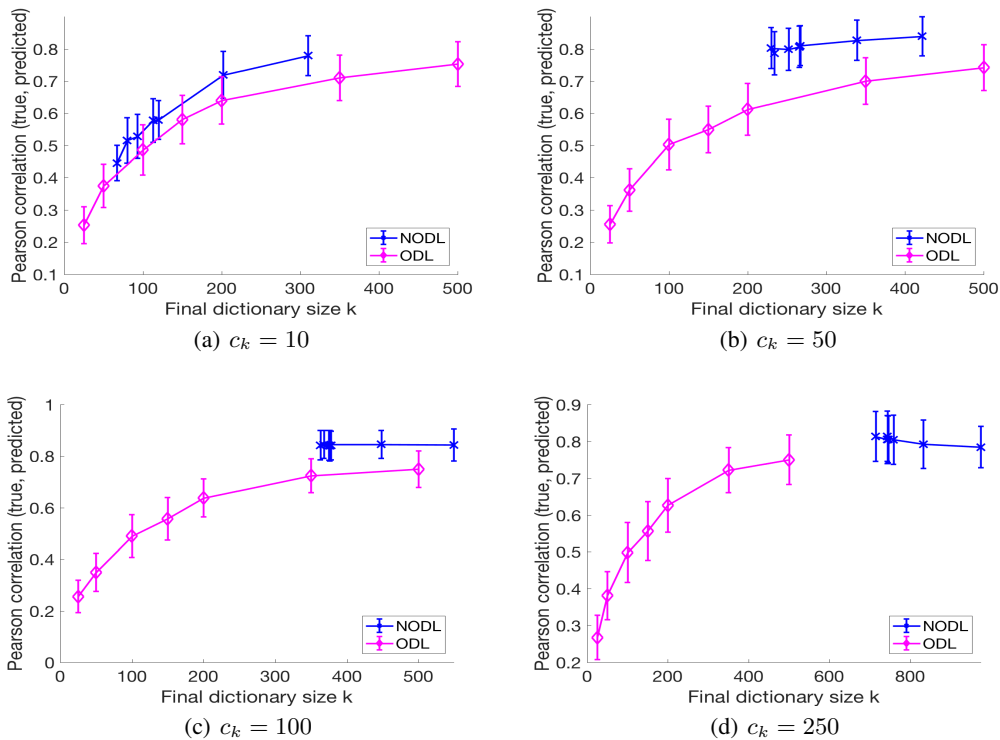 Pearson correlation (true, predicted)
0.8
0.7
0.6
0.5
0.4
0.3
0.2
0.1
0 100 200 300 400 500
Final dictionary size k
NODL
ODL
(a) c_k = 10
Pearson correlation (true, predicted)
0.8
0.7
0.6
0.5
0.4
0.3
0.2
0.1
0 100 200 300 400 500
Final dictionary size k
NODL
ODL
(b) c_k = 50
Pearson correlation (true, predicted)
1
0.8
0.6
0.4
0.2
0
0 100 200 300 400 500
Final dictionary size k
NODL
ODL
(c) c_k = 100
Pearson correlation (true, predicted)
0.9
0.8
0.7
0.6
0.5
0.4
0.3
0.2
0 200 400 600 800
Final dictionary size k
NODL
ODL
(d) c_k = 250